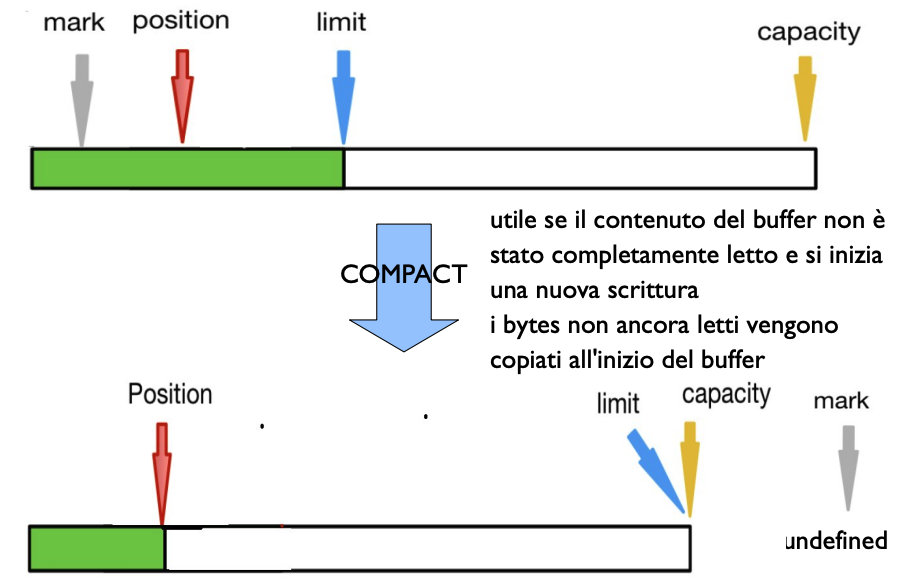 mark
position
limit
capacity
utile se il contenuto del buffer non è
stato completamente letto e si inizia
una nuova scrittura
i bytes non ancora letti vengono
copiati all'inizio del buffer
COMPACT
Position
limit
capacity
mark
undefined